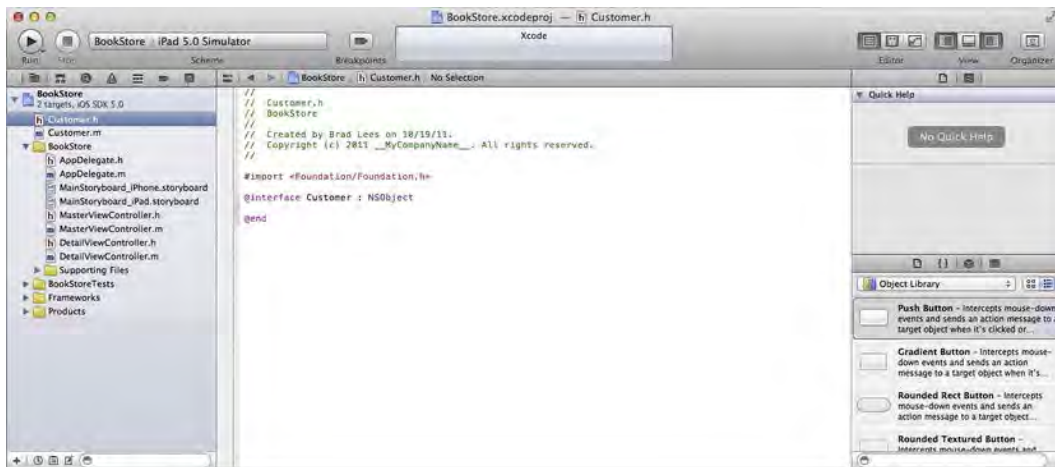 BookStore.xcodeproj — h Customer.h
BookStore iPad 5.0 Simulator
Xcode
Run Stop Scheme Breakpoints Editor View Organizer
BookStore h Customer.h No Selection
BookStore
2 targets, iOS SDK 5.0
h Customer.h
m Customer.m
BookStore
h AppDelegate.h
m AppDelegate.m
MainStoryboard_iPhone.storyboard
MainStoryboard_iPad.storyboard
h MasterViewController.h
m MasterViewController.m
h DetailViewController.h
m DetailViewController.m
Supporting Files
BookStoreTests
Frameworks
Products
//
// Customer.h
// BookStore
//
// Created by Brad Lees on 10/19/11.
// Copyright (c) 2011 __MyCompanyName__. All rights reserved.
//
#import <Foundation/Foundation.h>
@interface Customer : NSObject
@end
Quick Help
No Quick Help
{}
Object Library
Push Button - Intercepts mouse-down
events and sends an action message to a
target object when it's clicked or...
Gradient Button - Intercepts mouse-
down events and sends an action
message to a target object when it's...
Rounded Rect Button - Intercepts
mouse-down events and sends an
action message to a target object...
Rounded Textured Button -
Intercepts mouse-down events and